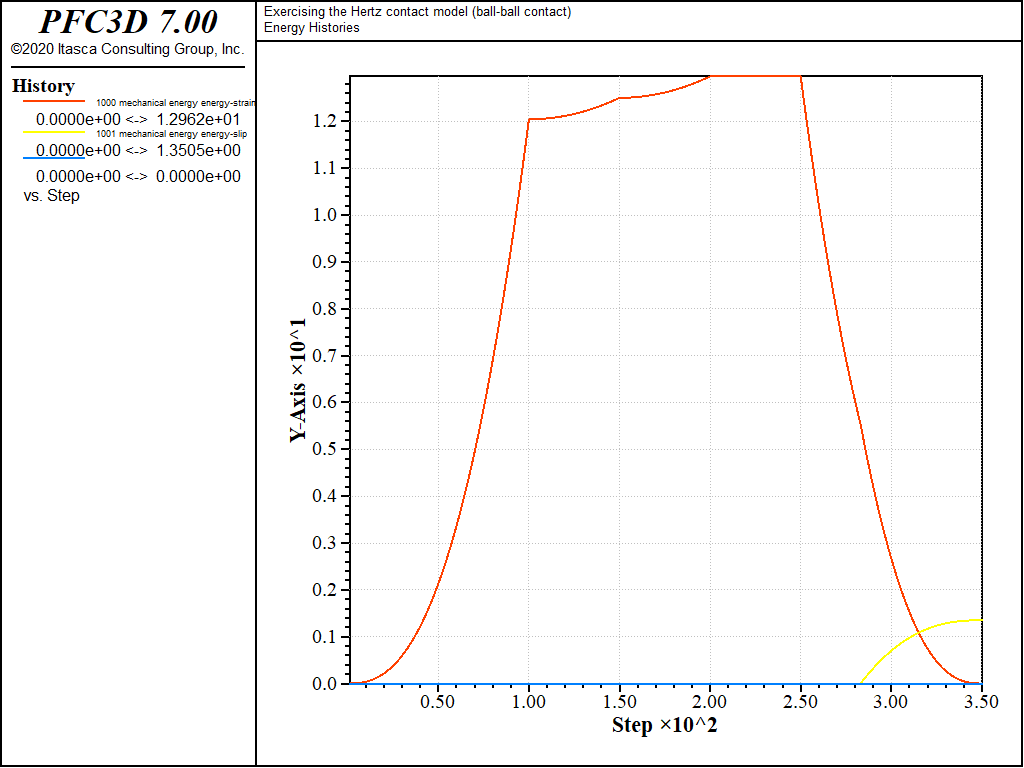 PFC3D 7.00
©2020 Itasca Consulting Group, Inc.
History
1000 mechanical energy energy-strain
0.0000e+00 <-> 1.2962e+01
1001 mechanical energy energy-slip
0.0000e+00 <-> 1.3505e+00
0.0000e+00 <-> 0.0000e+00
vs. Step
Exercising the Hertz contact model (ball-ball contact)
Energy Histories
Y-Axis ×10^1
1.2
1.1
1.0
0.9
0.8
0.7
0.6
0.5
0.4
0.3
0.2
0.1
0.0
0.50 1.00 1.50 2.00 2.50 3.00 3.50
Step ×10^2